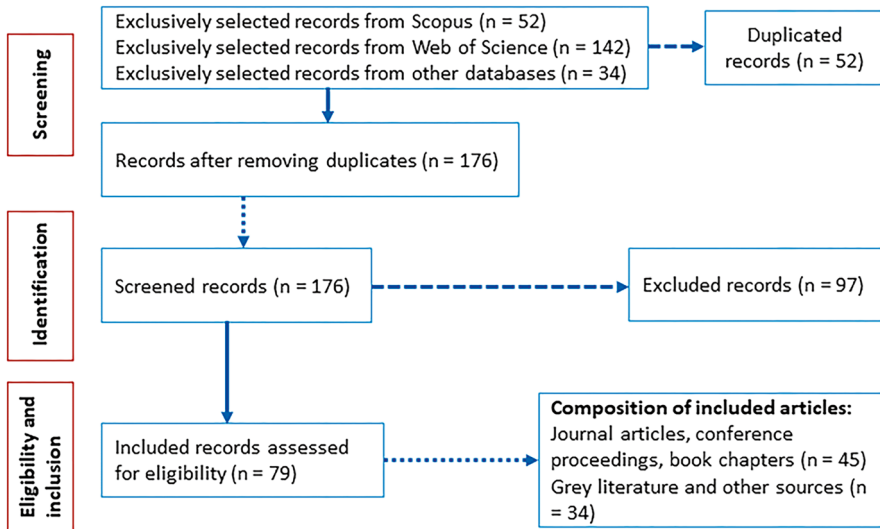 Screening
Exclusively selected records from Scopus (n = 52)
Exclusively selected records from Web of Science (n = 142)
Exclusively selected records from other databases (n = 34)
Duplicated
records (n = 52)
Records after removing duplicates (n = 176)
Identification
Screened records (n = 176)
Excluded records (n = 97)
Eligibility and
inclusion
Included records assessed
for eligibility (n = 79)
Composition of included articles:
Journal articles, conference
proceedings, book chapters (n = 45)
Grey literature and other sources (n
= 34)